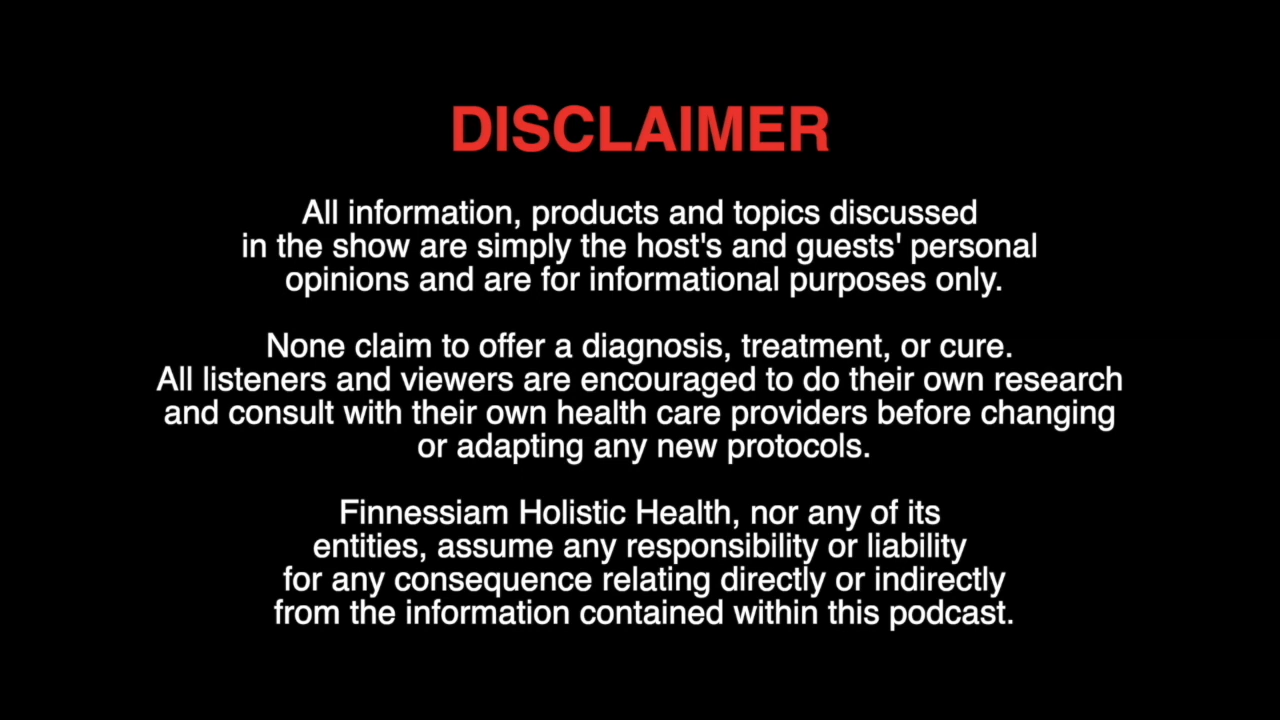 DISCLAIMER
All information, products and topics discussed
in the show are simply the host's and guests' personal
opinions and are for informational purposes only.
None claim to offer a diagnosis, treatment, or cure.
All listeners and viewers are encouraged to do their own research
and consult with their own health care providers before changing
or adapting any new protocols.
Finnessiam Holistic Health, nor any of its
entities, assume any responsibility or liability
for any consequence relating directly or indirectly
from the information contained within this podcast.